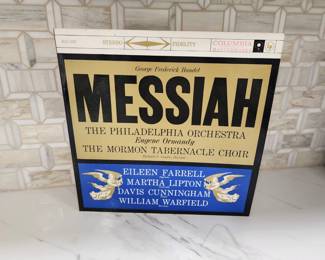 STEREO FIDELITY COLUMBIA
George Frederick Handel
MESSIAH
THE PHILADELPHIA ORCHESTRA
Eugene Ormandy
THE MORMON TABERNACLE CHOIR
EILEEN FARRELL
MARTHA LIPTON
DAVIS CUNNINGHAM
WILLIAM WARFIELD